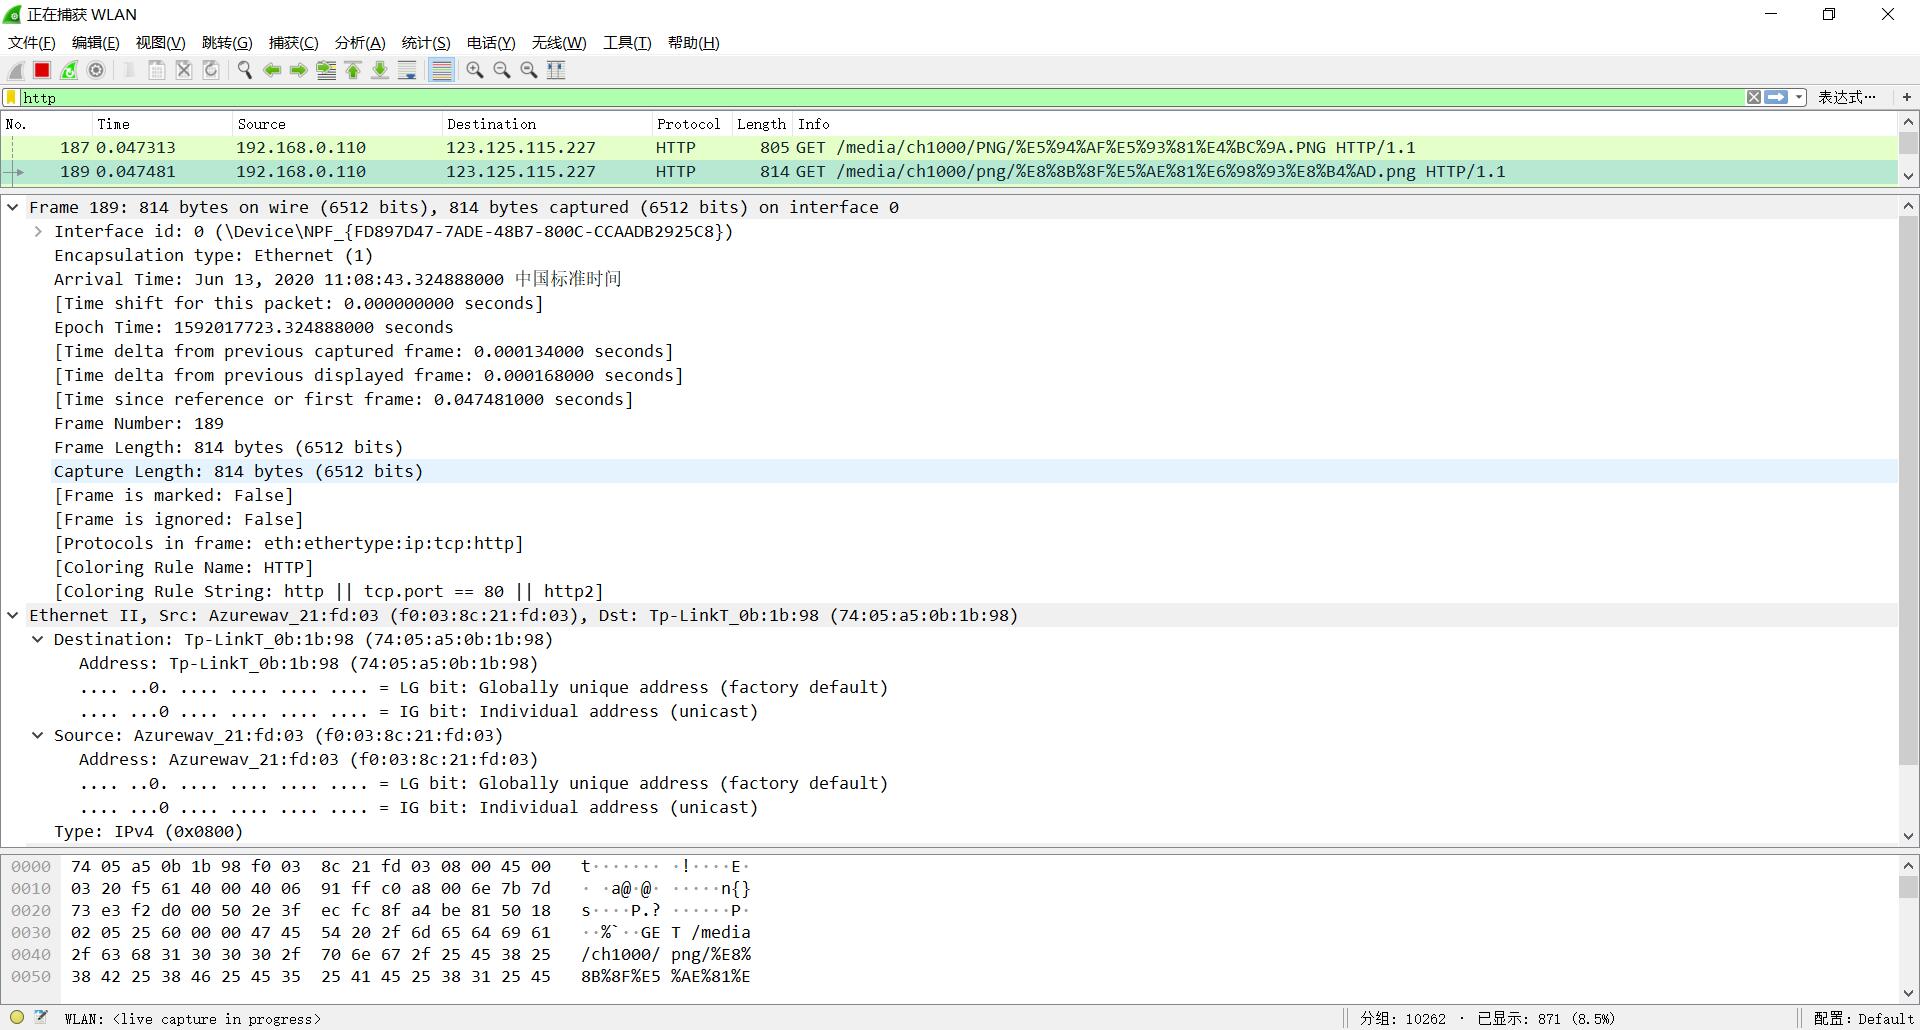 正在捕获 WLAN
文件(F) 编辑(E) 视图(V) 跳转(G) 捕获(C) 分析(A) 统计(S) 电话(Y) 无线(W) 工具(T) 帮助(H)
http 表达式… +
No. Time Source Destination Protocol Length Info
187 0.047313 192.168.0.110 123.125.115.227 HTTP 805 GET /media/ch1000/PNG/%E5%94%AF%E5%93%81%E4%BC%9A.PNG HTTP/1.1
189 0.047481 192.168.0.110 123.125.115.227 HTTP 814 GET /media/ch1000/png/%E8%8B%8F%E5%AE%81%E6%98%93%E8%B4%AD.png HTTP/1.1
Frame 189: 814 bytes on wire (6512 bits), 814 bytes captured (6512 bits) on interface 0
Interface id: 0 (\Device\NPF_{FD897D47-7ADE-48B7-800C-CCAADB2925C8})
Encapsulation type: Ethernet (1)
Arrival Time: Jun 13, 2020 11:08:43.324888000 中国标准时间
[Time shift for this packet: 0.000000000 seconds]
Epoch Time: 1592017723.324888000 seconds
[Time delta from previous captured frame: 0.000134000 seconds]
[Time delta from previous displayed frame: 0.000168000 seconds]
[Time since reference or first frame: 0.047481000 seconds]
Frame Number: 189
Frame Length: 814 bytes (6512 bits)
Capture Length: 814 bytes (6512 bits)
[Frame is marked: False]
[Frame is ignored: False]
[Protocols in frame: eth:ethertype:ip:tcp:http]
[Coloring Rule Name: HTTP]
[Coloring Rule String: http || tcp.port == 80 || http2]
Ethernet II, Src: Azurewav_21:fd:03 (f0:03:8c:21:fd:03), Dst: Tp-LinkT_0b:1b:98 (74:05:a5:0b:1b:98)
Destination: Tp-LinkT_0b:1b:98 (74:05:a5:0b:1b:98)
Address: Tp-LinkT_0b:1b:98 (74:05:a5:0b:1b:98)
.... ..0. .... .... .... .... = LG bit: Globally unique address (factory default)
.... ...0 .... .... .... .... = IG bit: Individual address (unicast)
Source: Azurewav_21:fd:03 (f0:03:8c:21:fd:03)
Address: Azurewav_21:fd:03 (f0:03:8c:21:fd:03)
.... ..0. .... .... .... .... = LG bit: Globally unique address (factory default)
.... ...0 .... .... .... .... = IG bit: Individual address (unicast)
Type: IPv4 (0x0800)
0000 74 05 a5 0b 1b 98 f0 03 8c 21 fd 03 08 00 45 00 t······· ·!····E·
0010 03 20 f5 61 40 00 40 06 91 ff c0 a8 00 6e 7b 7d · ·a@·@· ·····n{}
0020 73 e3 f2 d0 00 50 2e 3f ec fc 8f a4 be 81 50 18 s····P.? ······P·
0030 02 05 25 60 00 00 47 45 54 20 2f 6d 65 64 69 61 ··%`··GE T /media
0040 2f 63 68 31 30 30 30 2f 70 6e 67 2f 25 45 38 25 /ch1000/ png/%E8%
0050 38 42 25 38 46 25 45 35 25 41 45 25 38 31 25 45 8B%8F%E5 %AE%81%E
WLAN: <live capture in progress> 分组: 10262 · 已显示: 871 (8.5%) 配置: Default